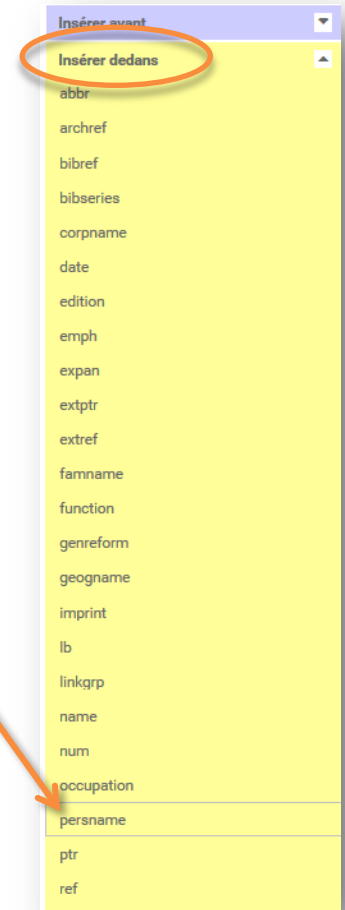 Insérer avant
Insérer dedans
abbr
archref
bibref
bibseries
corpname
date
edition
emph
expan
extptr
extref
famname
function
genreform
geogname
imprint
lb
linkgrp
name
num
occupation
persname
ptr
ref